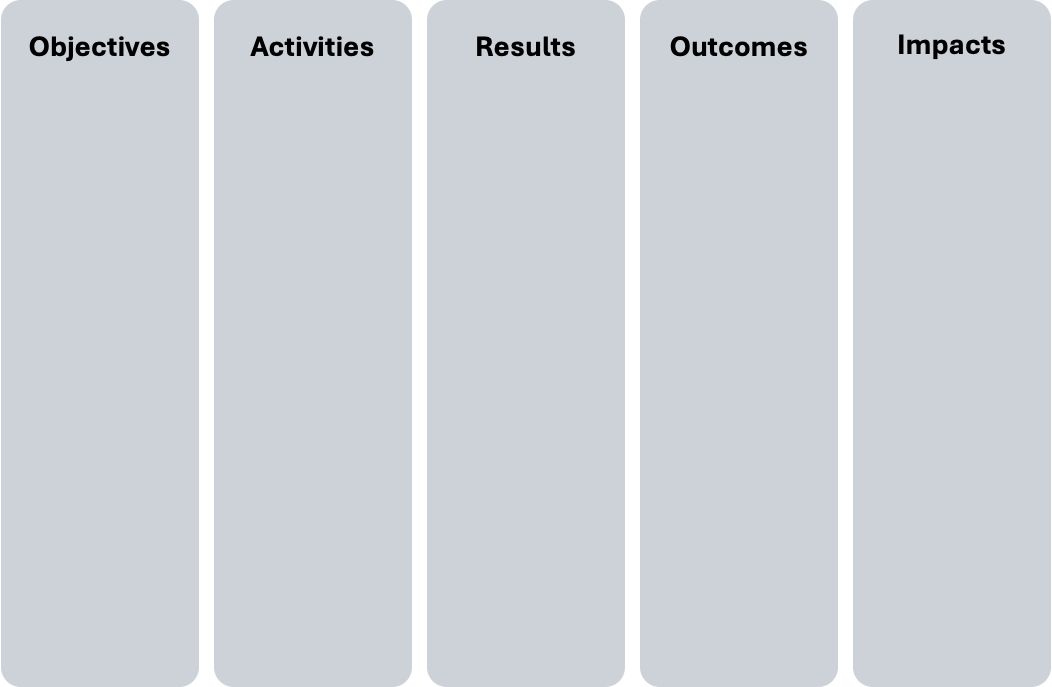 Objectives
Activities
Results
Outcomes
Impacts